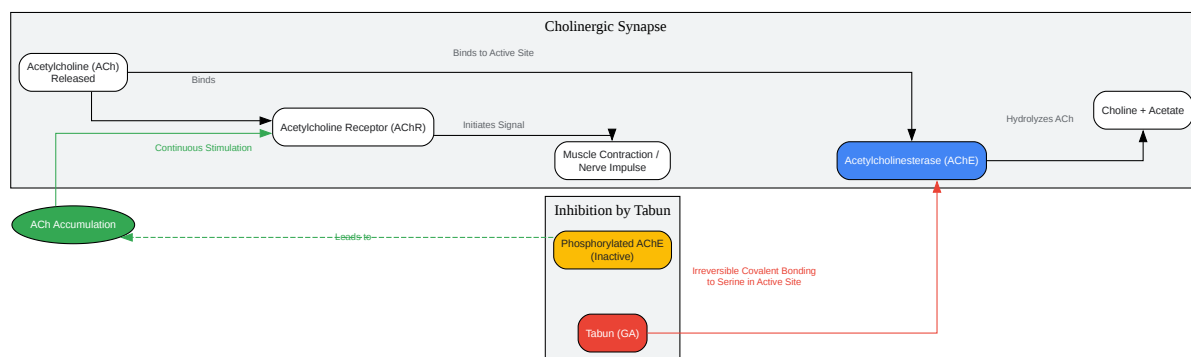 Cholinergic Synapse
Binds to Active Site
Acetylcholine (ACh)
Released
Binds
Acetylcholine Receptor (AChR)
Initiates Signal
Hydrolyzes ACh
Choline + Acetate
Continuous Stimulation
Muscle Contraction /
Nerve Impulse
Acetylcholinesterase (AChE)
ACh Accumulation
Inhibition by Tabun
Leads to
Phosphorylated AChE
(Inactive)
Irreversible Covalent Bonding
to Serine in Active Site
Tabun (GA)